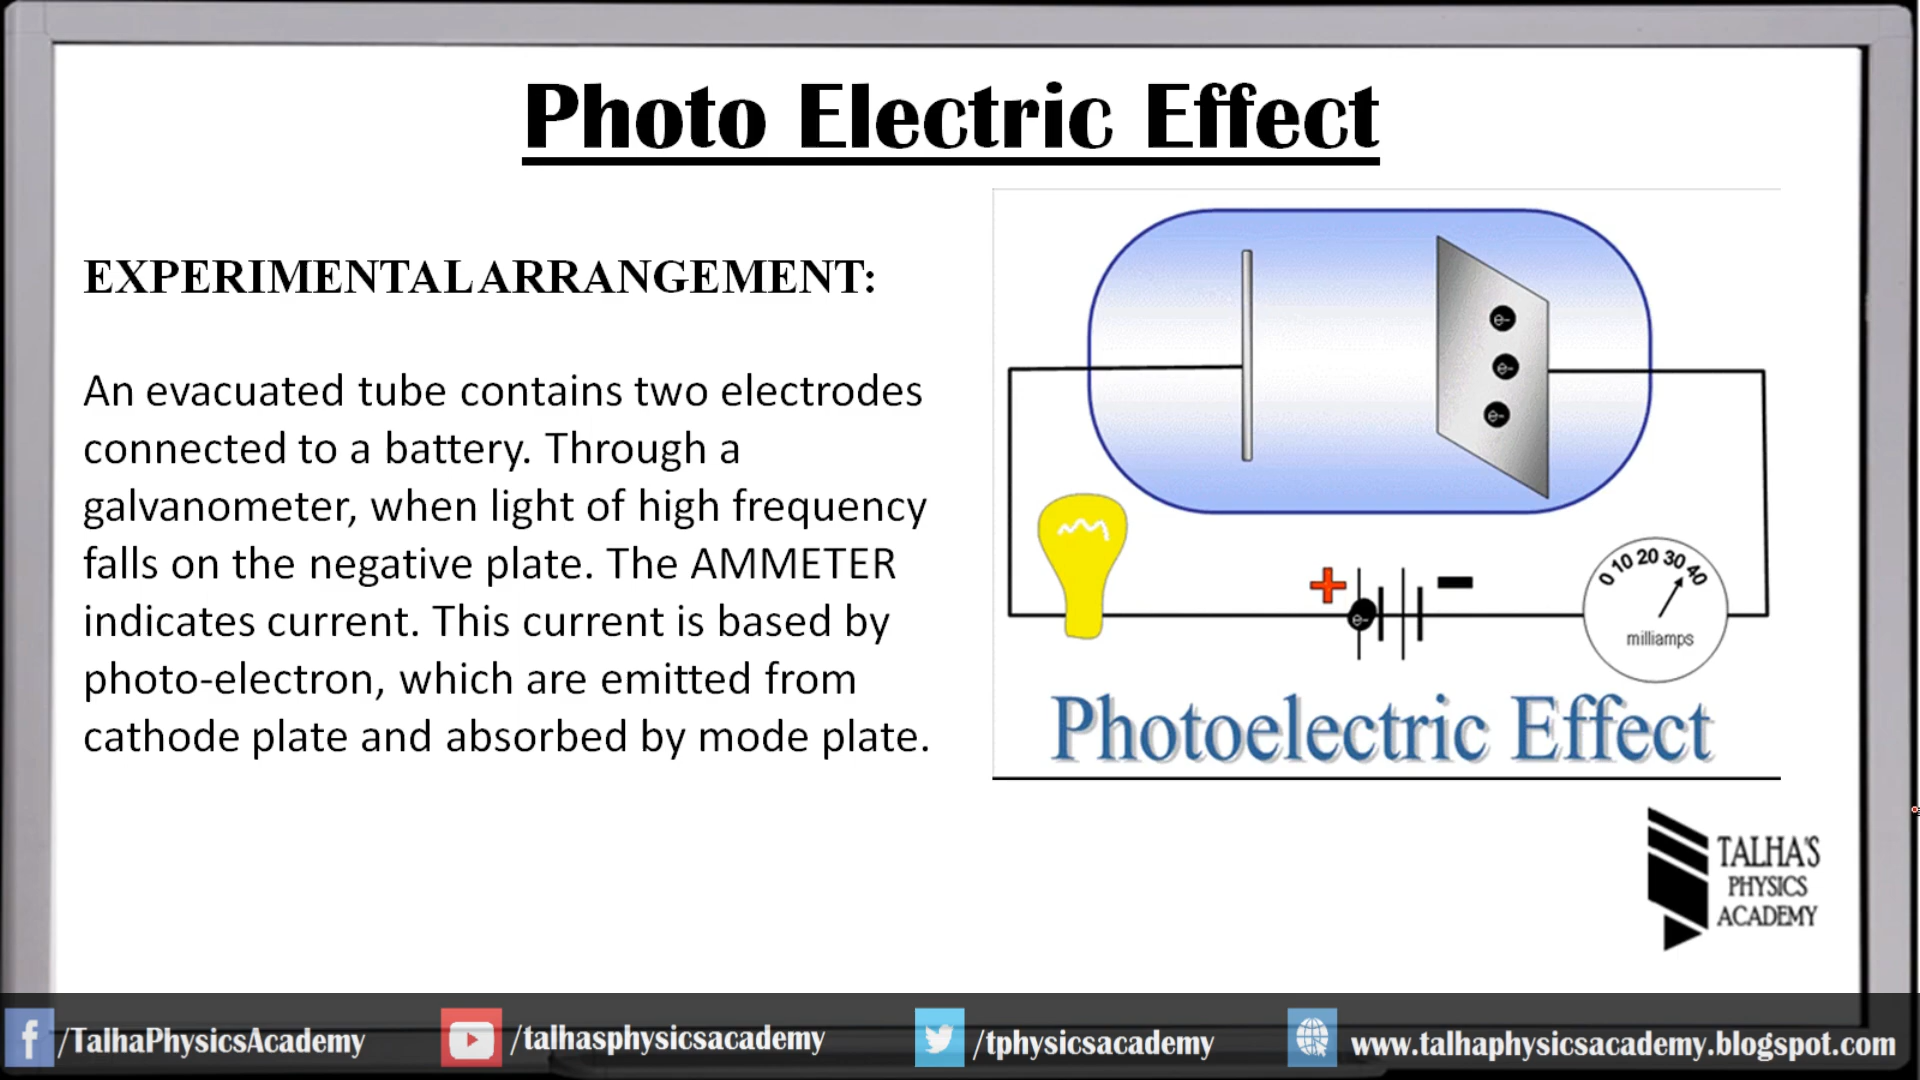 Photo Electric Effect
EXPERIMENTAL ARRANGEMENT:
An evacuated tube contains two electrodes
connected to a battery. Through a
galvanometer, when light of high frequency
falls on the negative plate. The AMMETER
indicates current. This current is based by
photo-electron, which are emitted from
cathode plate and absorbed by mode plate.
e-
e-
e-
+
-
e-
0 10 20 30 40
milliamps
Photoelectric Effect
TALHA'S
PHYSICS
ACADEMY
/TalhaPhysicsAcademy
/talhasphysicsacademy
/tphysicsacademy
www.talhaphysicsacademy.blogspot.com